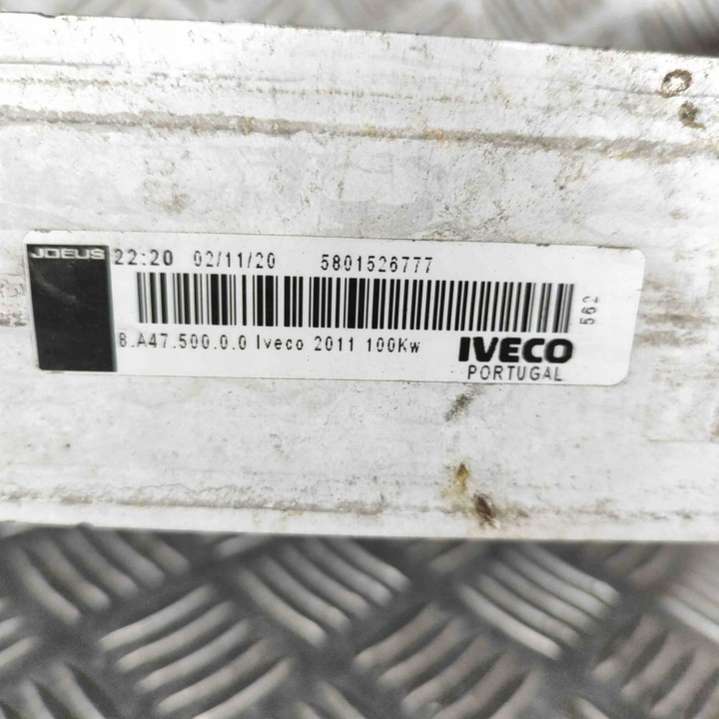 JDEUS 22:20 02/11/20 5801526777
562
8.A47.500.0.0 Iveco 2011 100Kw IVECO
PORTUGAL